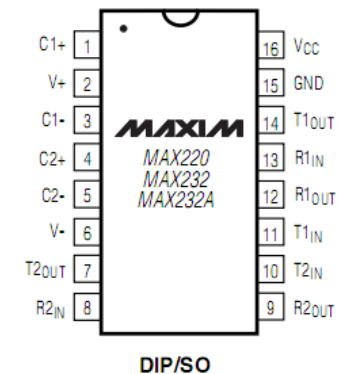 C1+ 1 16 VCC
V+ 2 15 GND
C1- 3 14 T1OUT
MAXIM
C2+ 4 13 R1IN
MAX220
MAX232
C2- 5 12 R1OUT
MAX232A
V- 6 11 T1IN
T2OUT 7 10 T2IN
R2IN 8 9 R2OUT
DIP/SO